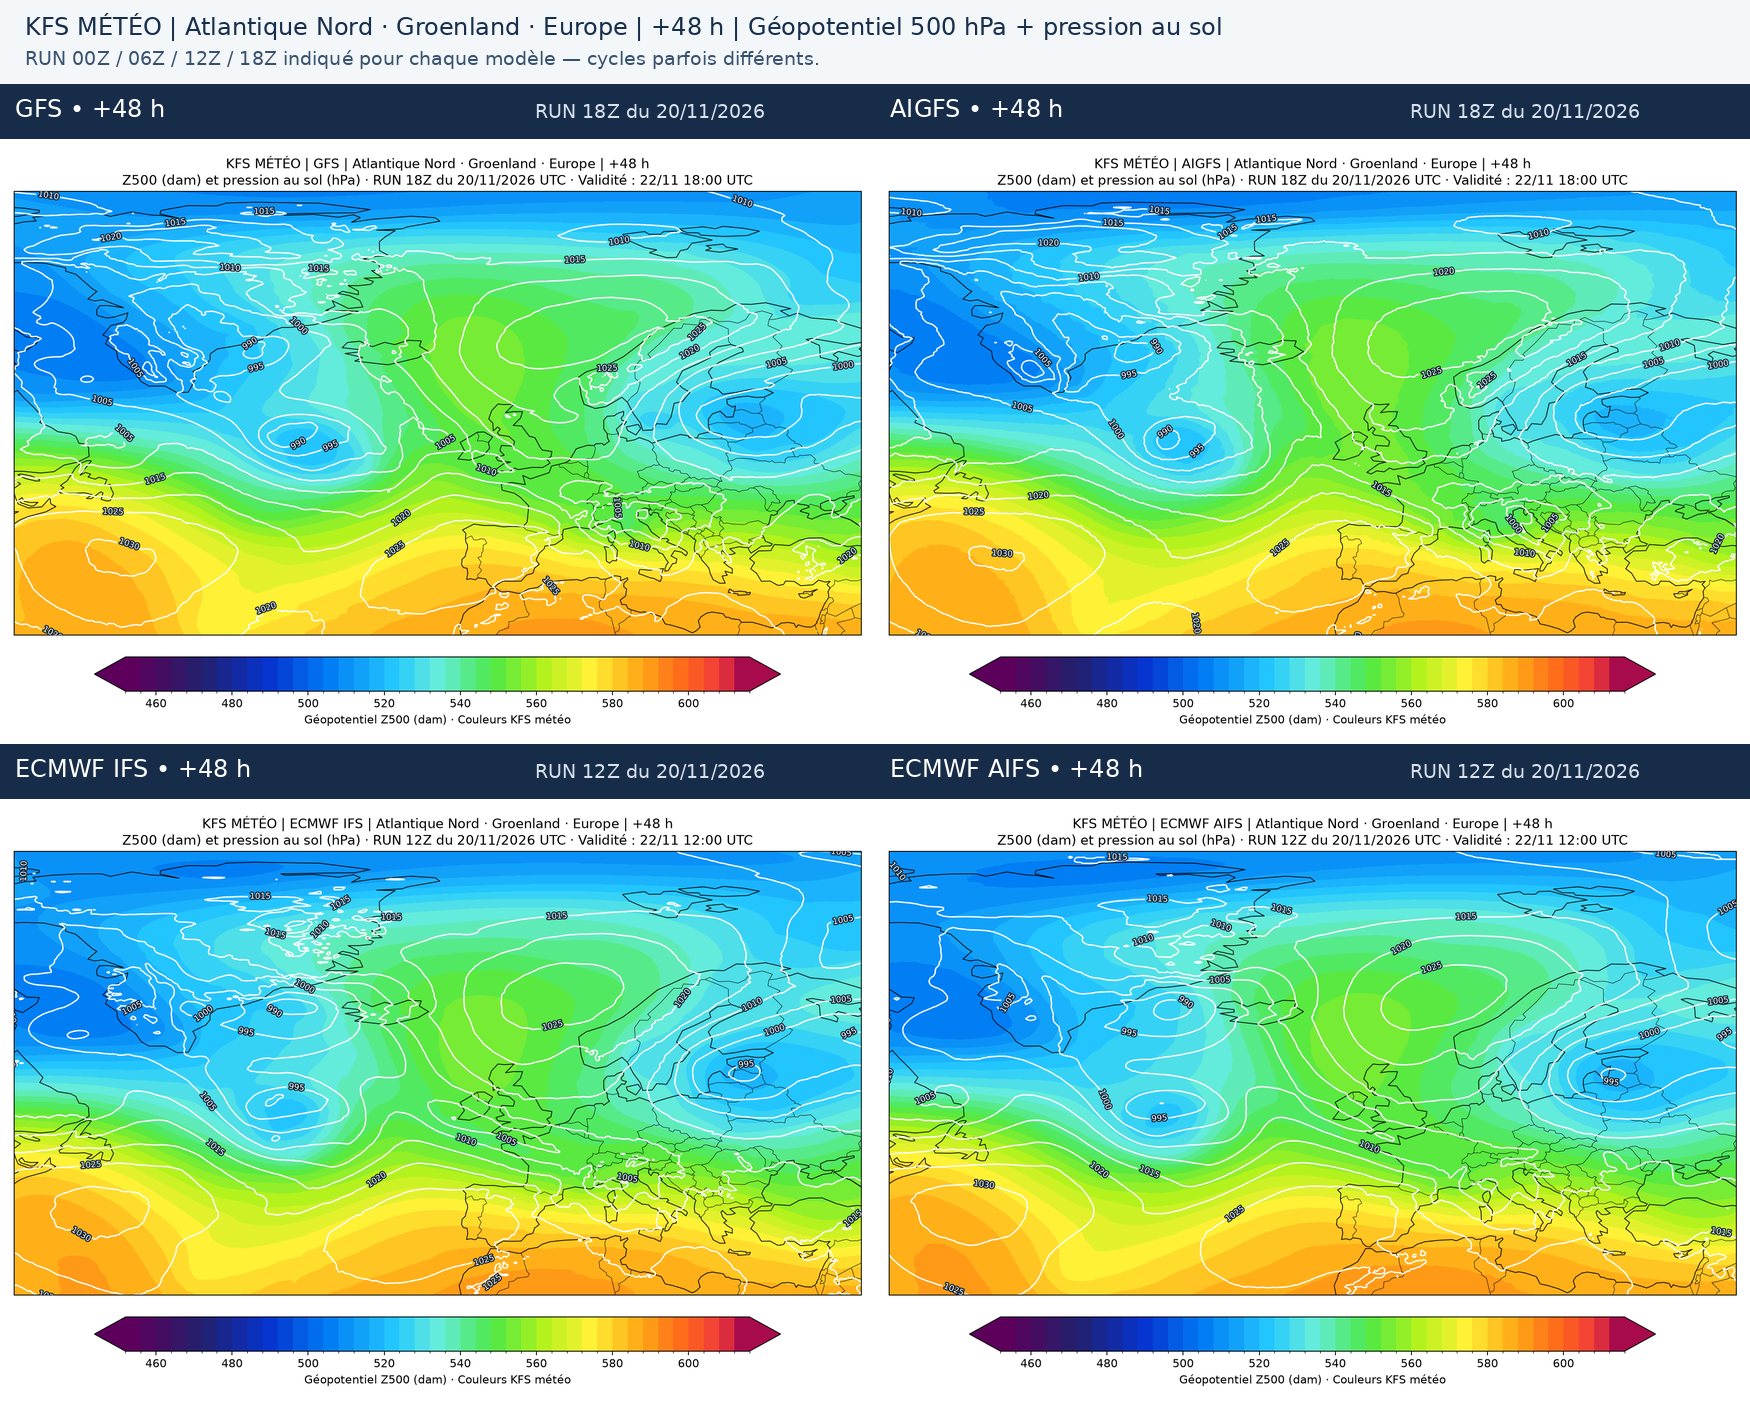 KFS MÉTÉO | Atlantique Nord · Groenland · Europe | +48 h | Géopotentiel 500 hPa + pression au sol
RUN 00Z / 06Z / 12Z / 18Z indiqué pour chaque modèle — cycles parfois différents.
GFS • +48 h
RUN 18Z du 20/11/2026
AIGFS • +48 h
RUN 18Z du 20/11/2026
KFS MÉTÉO | GFS | Atlantique Nord · Groenland · Europe | +48 h
Z500 (dam) et pression au sol (hPa) · RUN 18Z du 20/11/2026 UTC · Validité : 22/11 18:00 UTC
KFS MÉTÉO | AIGFS | Atlantique Nord · Groenland · Europe | +48 h
Z500 (dam) et pression au sol (hPa) · RUN 18Z du 20/11/2026 UTC · Validité : 22/11 18:00 UTC
460 480 500 520 540 560 580 600
Géopotentiel Z500 (dam) · Couleurs KFS météo
460 480 500 520 540 560 580 600
Géopotentiel Z500 (dam) · Couleurs KFS météo
ECMWF IFS • +48 h
RUN 12Z du 20/11/2026
ECMWF AIFS • +48 h
RUN 12Z du 20/11/2026
KFS MÉTÉO | ECMWF IFS | Atlantique Nord · Groenland · Europe | +48 h
Z500 (dam) et pression au sol (hPa) · RUN 12Z du 20/11/2026 UTC · Validité : 22/11 12:00 UTC
KFS MÉTÉO | ECMWF AIFS | Atlantique Nord · Groenland · Europe | +48 h
Z500 (dam) et pression au sol (hPa) · RUN 12Z du 20/11/2026 UTC · Validité : 22/11 12:00 UTC
460 480 500 520 540 560 580 600
Géopotentiel Z500 (dam) · Couleurs KFS météo
460 480 500 520 540 560 580 600
Géopotentiel Z500 (dam) · Couleurs KFS météo